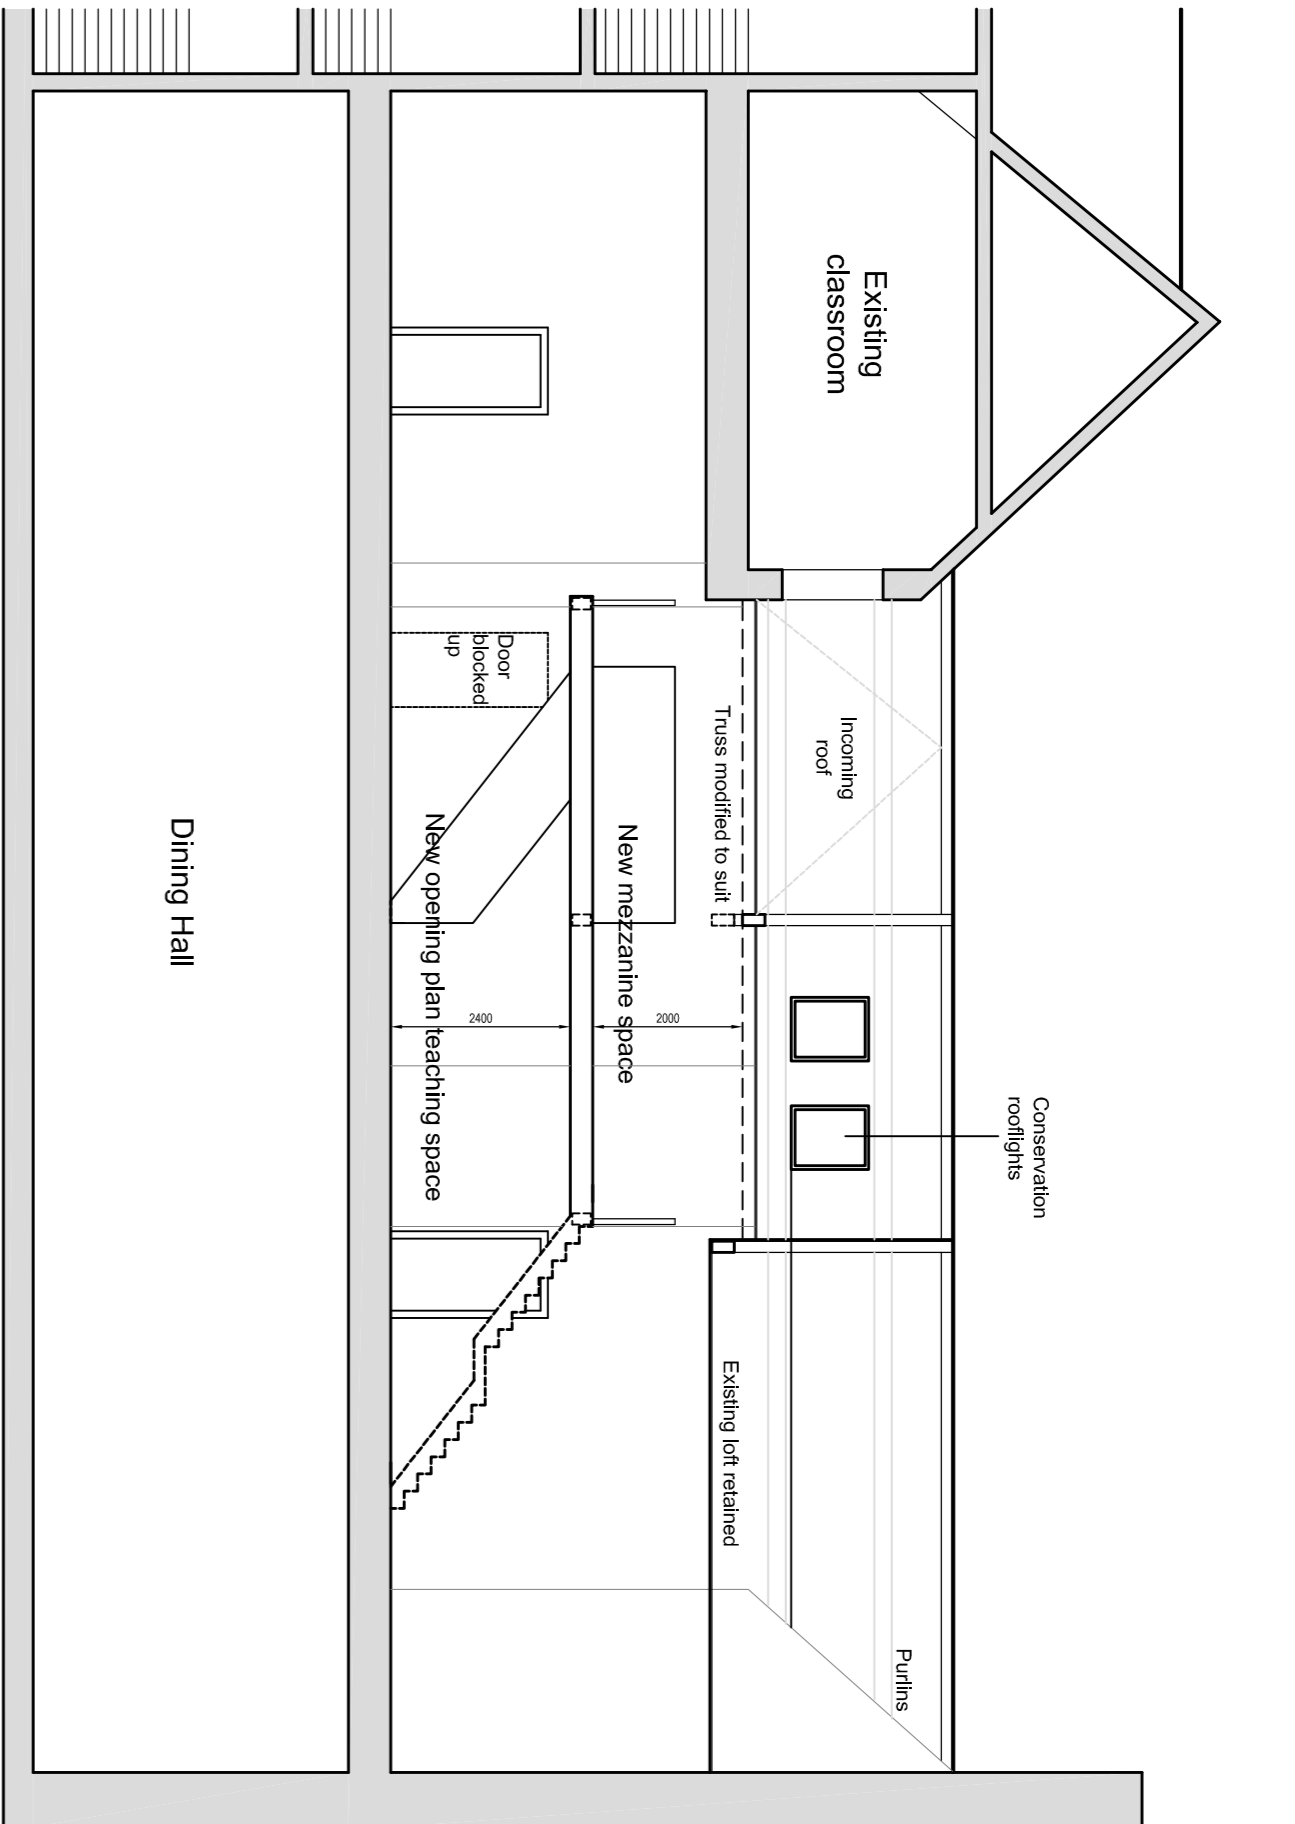 Conservation
rooflights
Purlins
Existing
classroom
Incoming
roof
Truss modified to suit
Existing loft retained
New mezzanine space
2000
Door
blocked
up
2400
New opening plan teaching space
Dining Hall